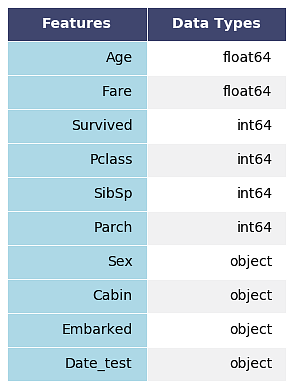 Features Data Types
Age float64
Fare float64
Survived int64
Pclass int64
SibSp int64
Parch int64
Sex object
Cabin object
Embarked object
Date_test object